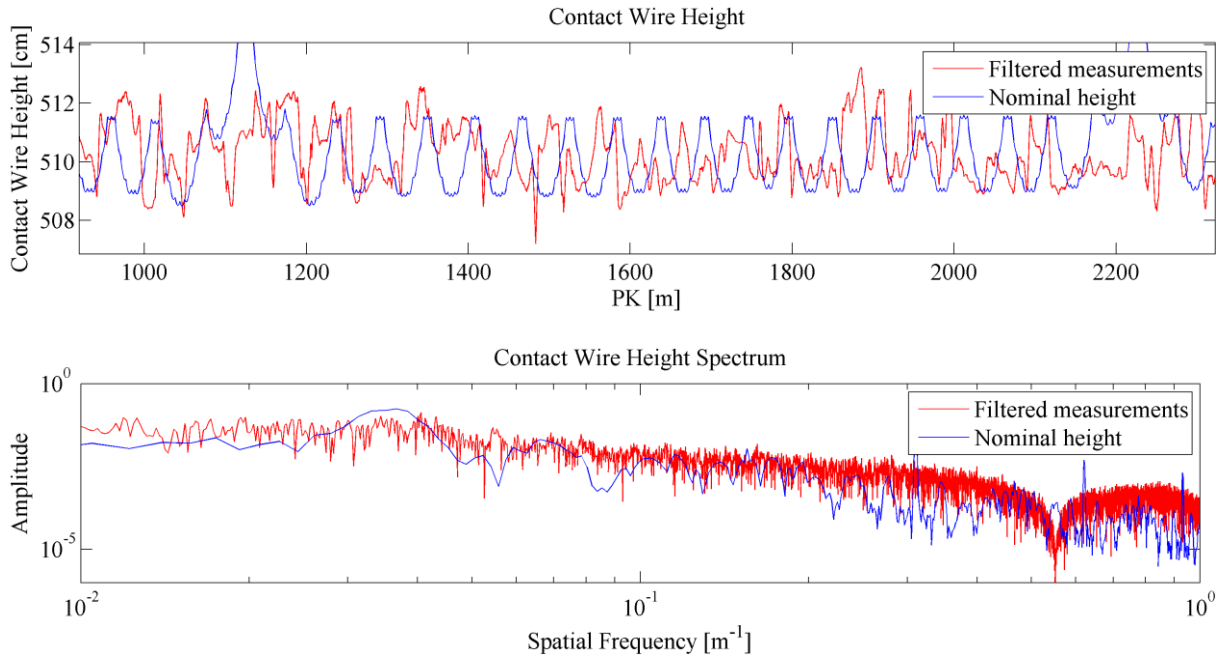 Contact Wire Height
Contact Wire Height [cm]
514
512
510
508
Filtered measurements
Nominal height
1000
1200
1400
1600
1800
2000
2200
PK [m]
Contact Wire Height Spectrum
Amplitude
10^0
10^-5
Filtered measurements
Nominal height
10^-2
10^-1
10^0
Spatial Frequency [m^-1]